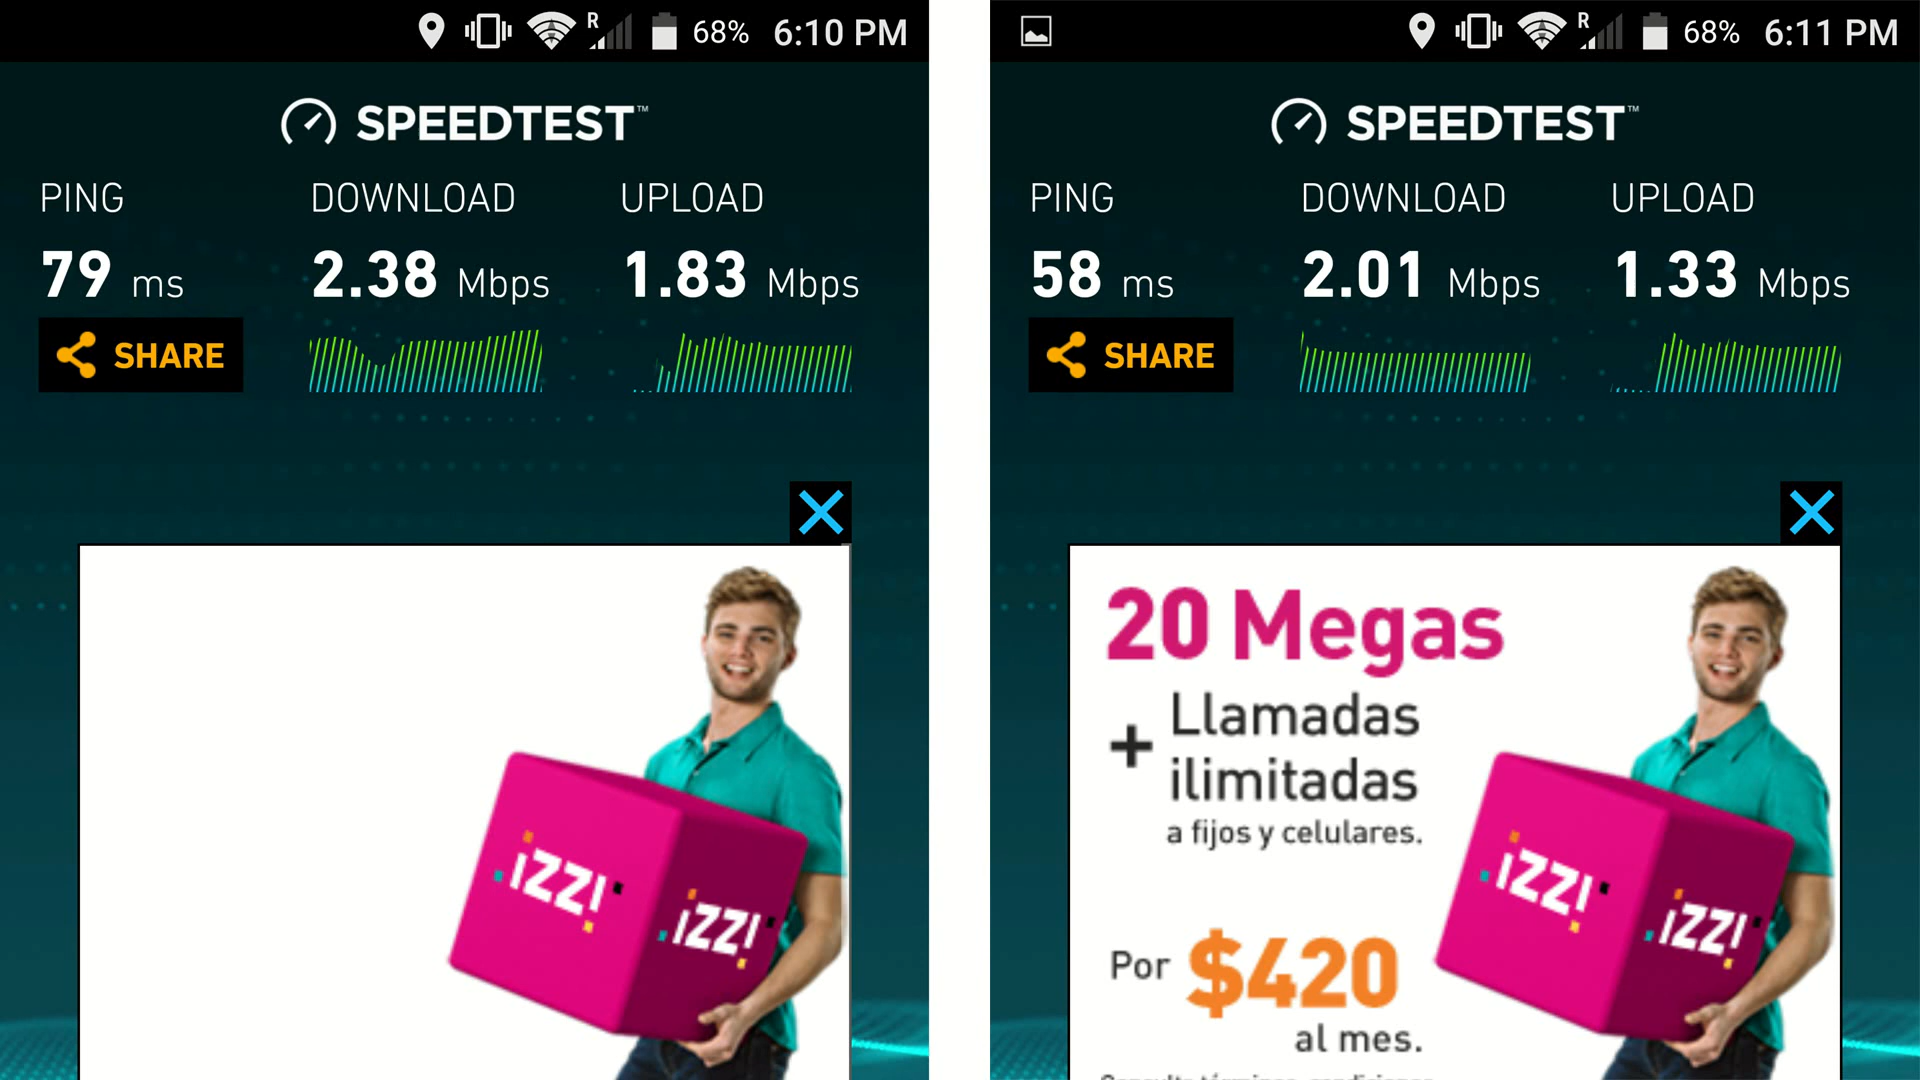 R 68% 6:10 PM
SPEEDTEST™
PING DOWNLOAD UPLOAD
79 ms 2.38 Mbps 1.83 Mbps
SHARE
izzi
izzi
R 68% 6:11 PM
SPEEDTEST™
PING DOWNLOAD UPLOAD
58 ms 2.01 Mbps 1.33 Mbps
SHARE
20 Megas
+ Llamadas
ilimitadas
a fijos y celulares.
Por $420
al mes.
izzi
izzi